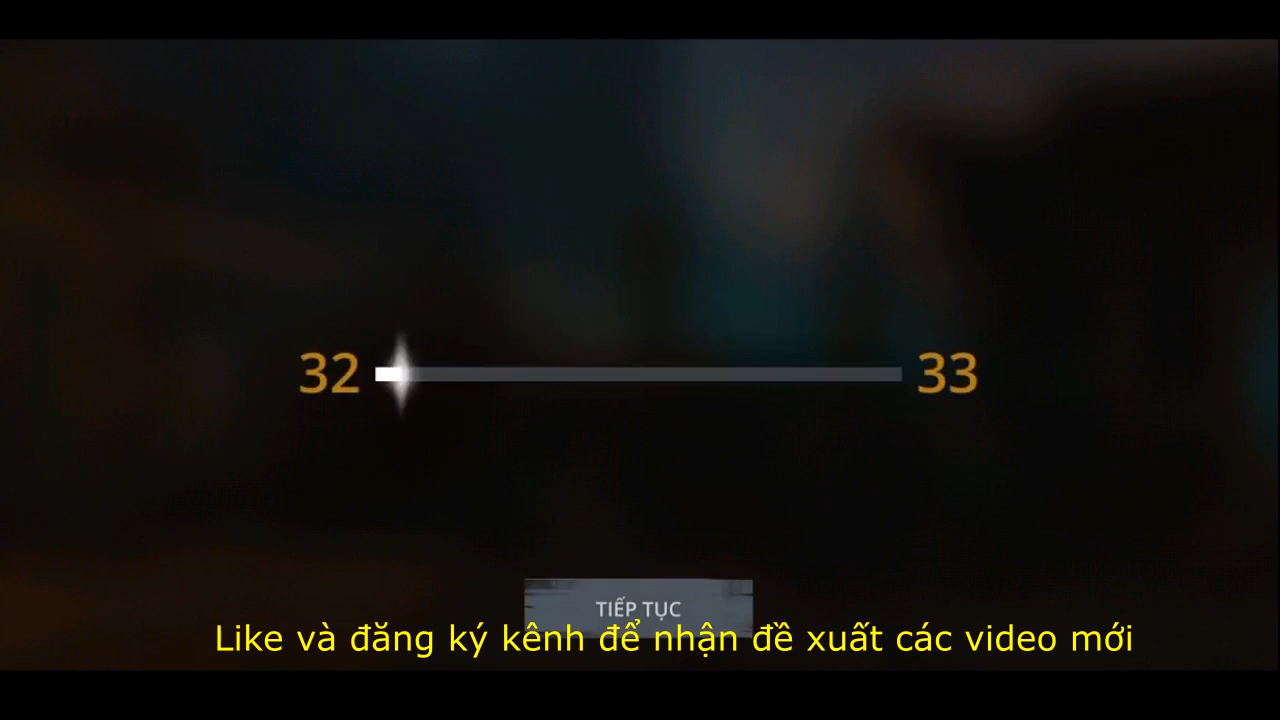 32 33
TIẾP TỤC
Like và đăng ký kênh để nhận đề xuất các video mới